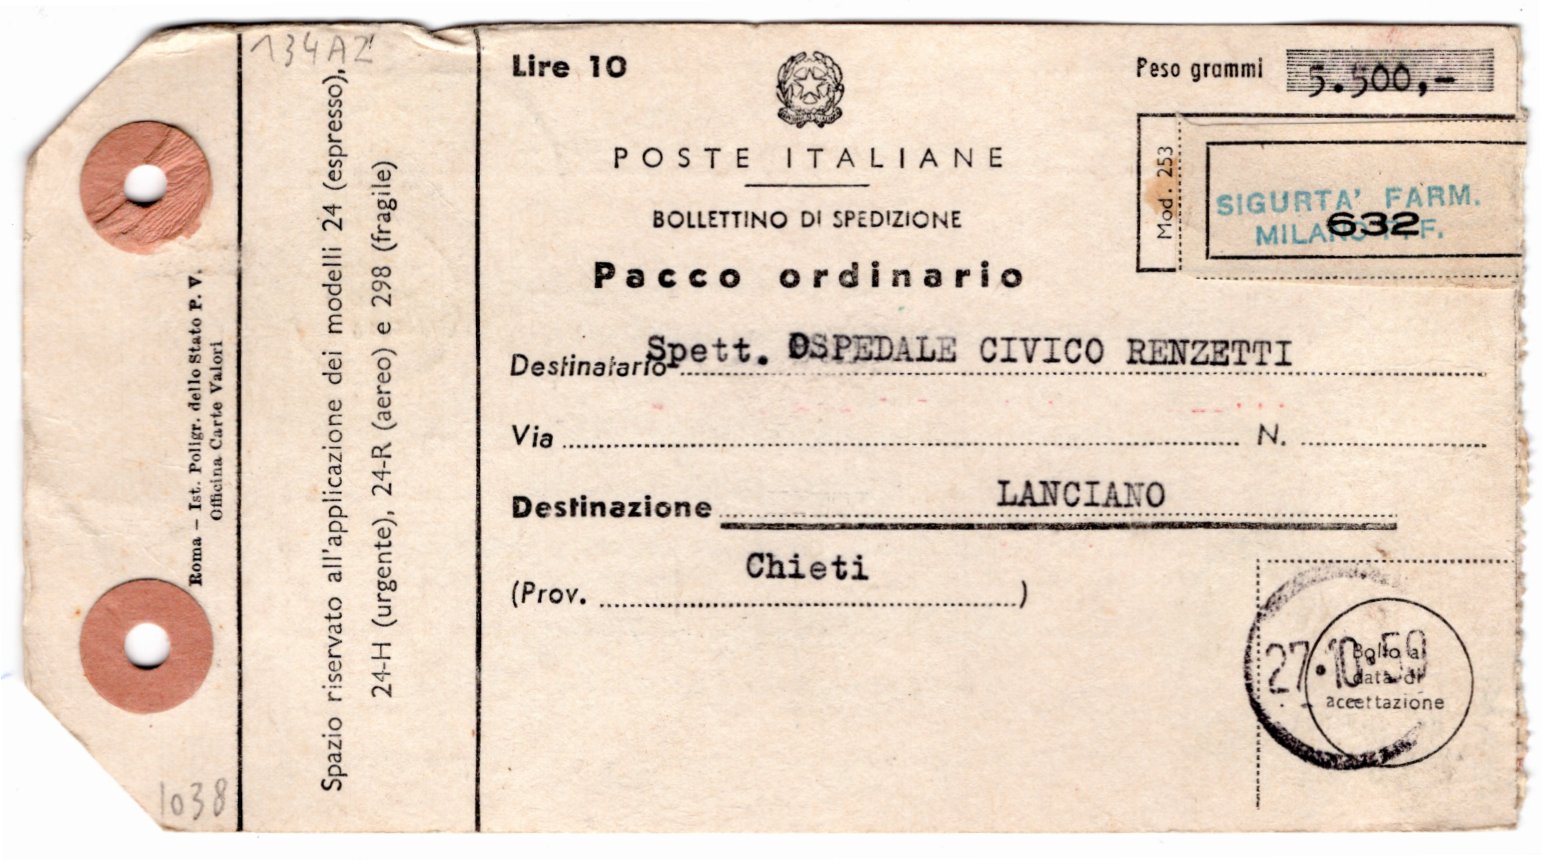 134AZ
Lire 10
Peso grammi 5.500,-
POSTE ITALIANE
BOLLETTINO DI SPEDIZIONE
Pacco ordinario
Mod. 253
SIGURTA' FARM.
632
MILANO F.
Destinatario Spett. OSPEDALE CIVICO RENZETTI
Via N.
Destinazione LANCIANO
(Prov. Chieti )
27.10.59
Bollo a
data di
accettazione
Spazio riservato all'applicazione dei modelli 24 (espresso),
24-H (urgente), 24-R (aereo) e 298 (fragile)
Roma - Ist. Poligr. dello Stato P. V.
Officina Carte Valori
1038